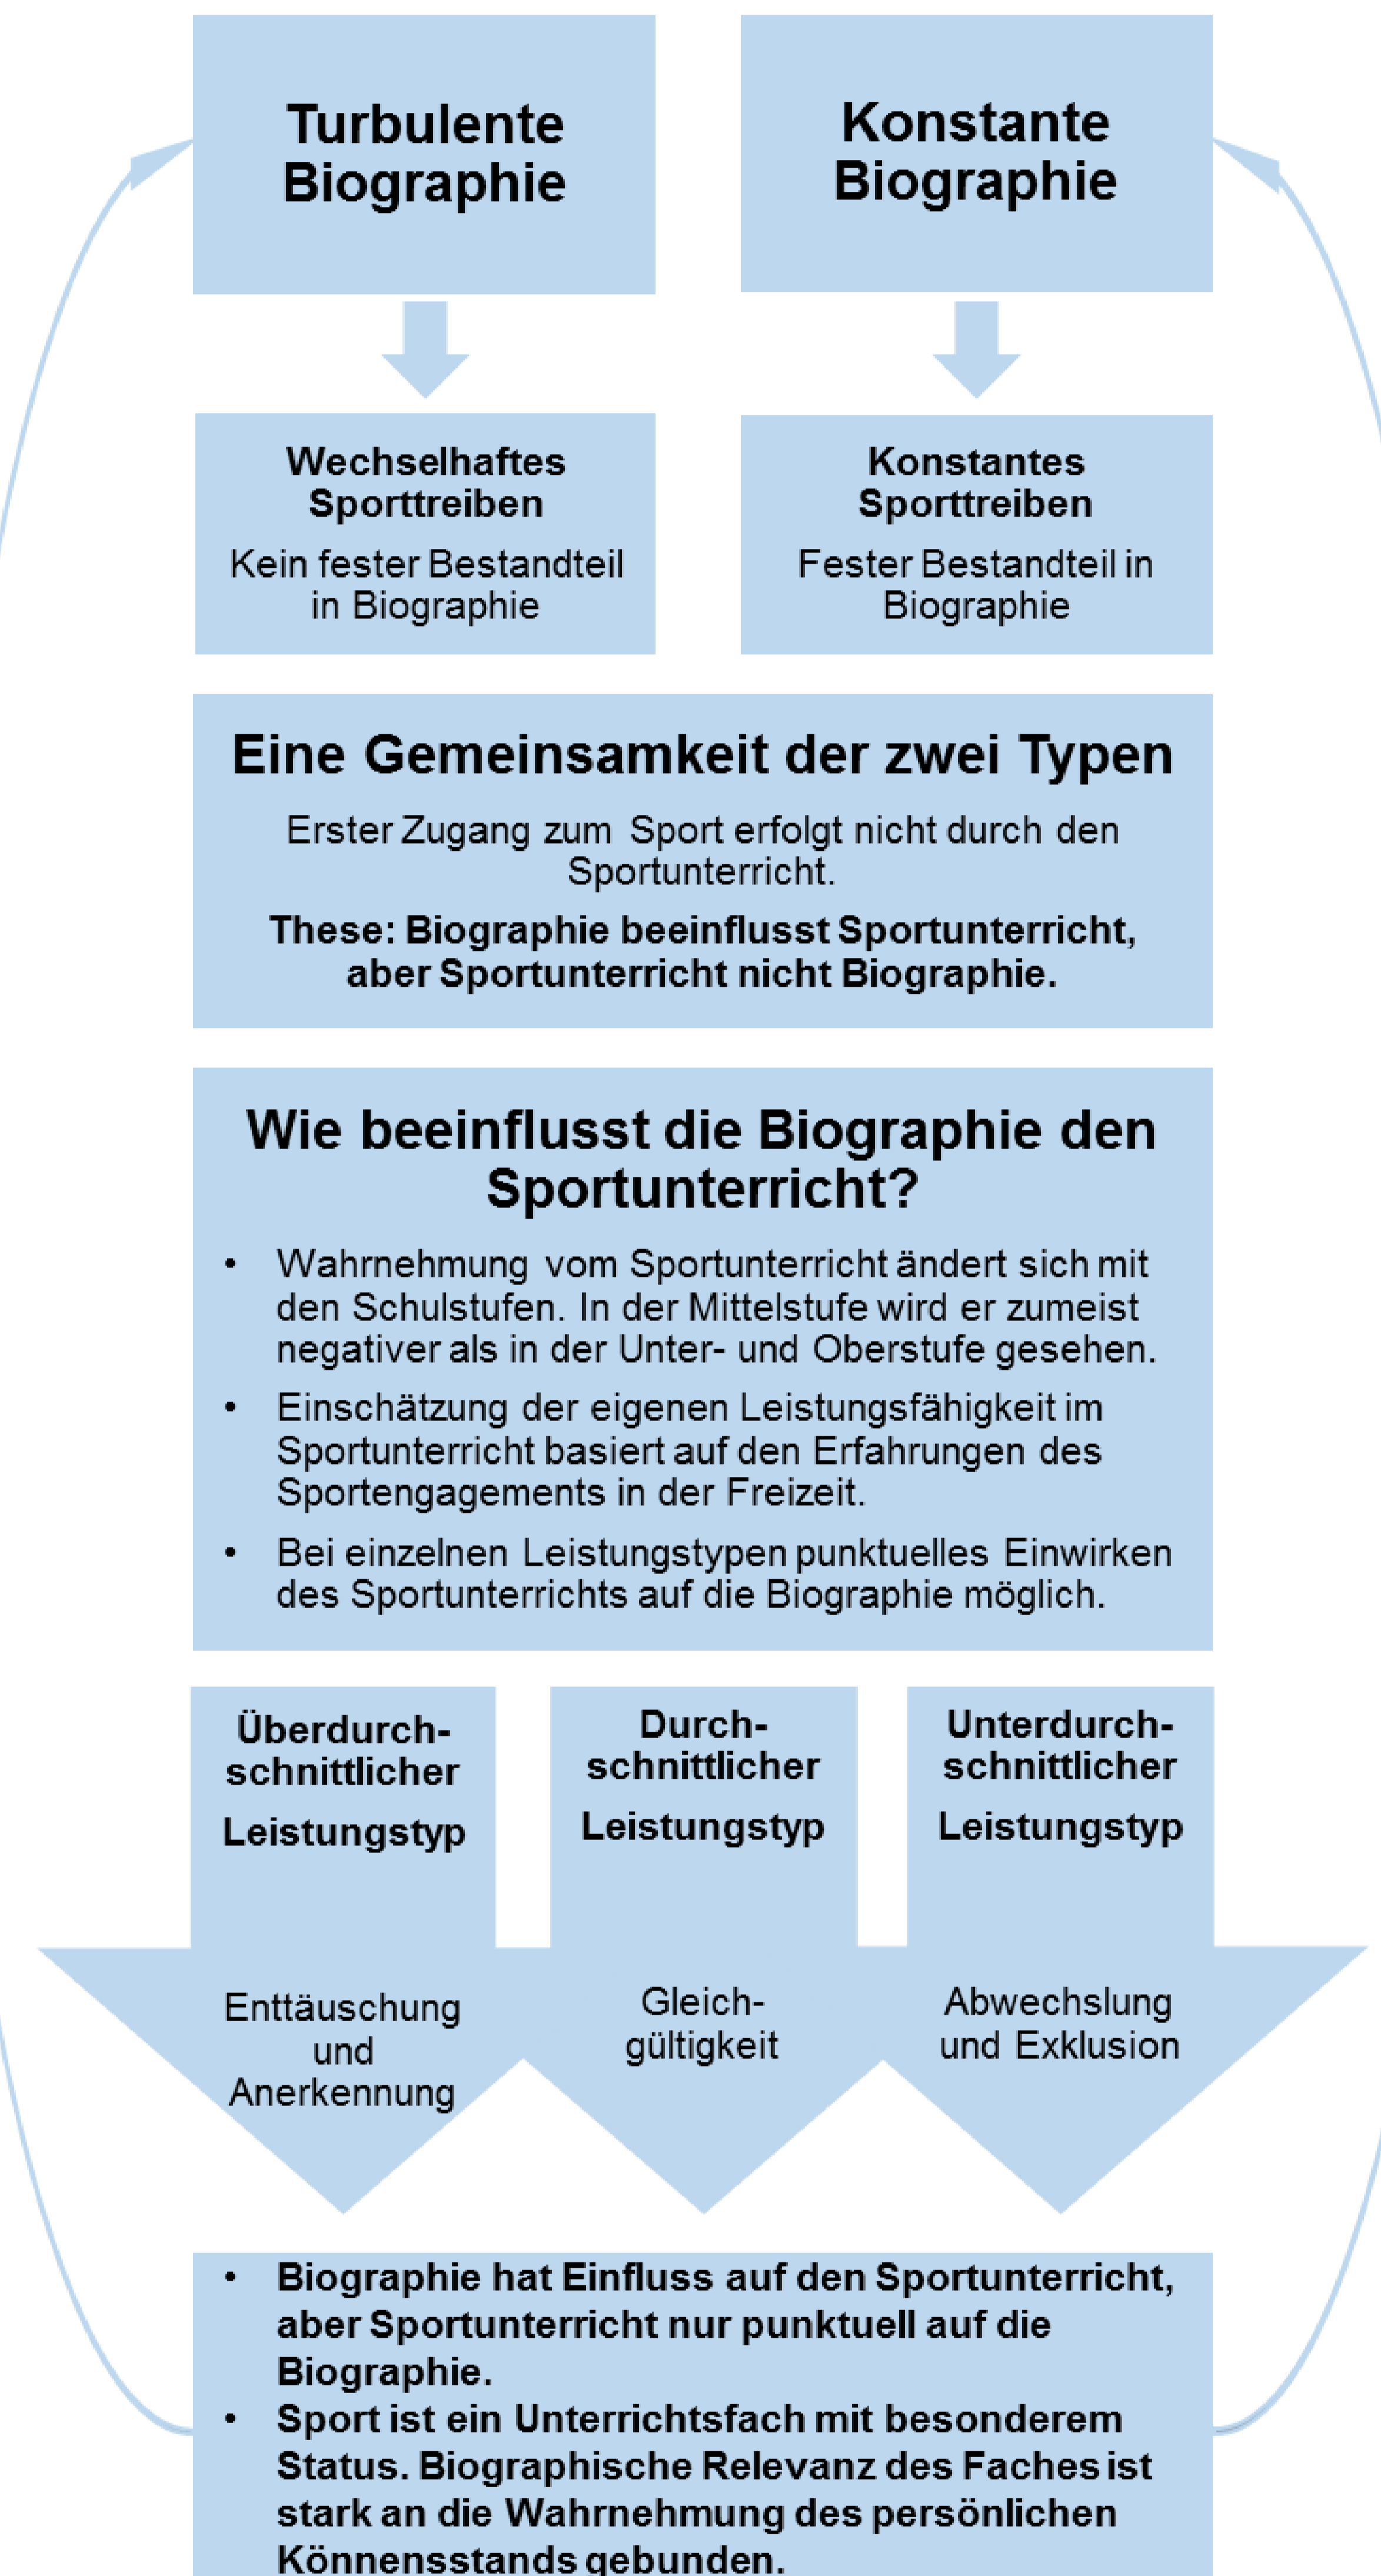 Turbulente
Biographie
Konstante
Biographie
Wechselhaftes
Sporttreiben
Kein fester Bestandteil
in Biographie
Konstantes
Sporttreiben
Fester Bestandteil in
Biographie
Eine Gemeinsamkeit der zwei Typen
Erster Zugang zum Sport erfolgt nicht durch den
Sportunterricht.
These: Biographie beeinflusst Sportunterricht,
aber Sportunterricht nicht Biographie.
Wie beeinflusst die Biographie den
Sportunterricht?
• Wahrnehmung vom Sportunterricht ändert sich mit
den Schulstufen. In der Mittelstufe wird er zumeist
negativer als in der Unter- und Oberstufe gesehen.
• Einschätzung der eigenen Leistungsfähigkeit im
Sportunterricht basiert auf den Erfahrungen des
Sportengagements in der Freizeit.
• Bei einzelnen Leistungstypen punktuelles Einwirken
des Sportunterrichts auf die Biographie möglich.
Überdurch-
schnittlicher
Leistungstyp
Enttäuschung
und
Anerkennung
Durch-
schnittlicher
Leistungstyp
Gleich-
gültigkeit
Unterdurch-
schnittlicher
Leistungstyp
Abwechslung
und Exklusion
• Biographie hat Einfluss auf den Sportunterricht,
aber Sportunterricht nur punktuell auf die
Biographie.
• Sport ist ein Unterrichtsfach mit besonderem
Status. Biographische Relevanz des Faches ist
stark an die Wahrnehmung des persönlichen
Könnensstands gebunden.